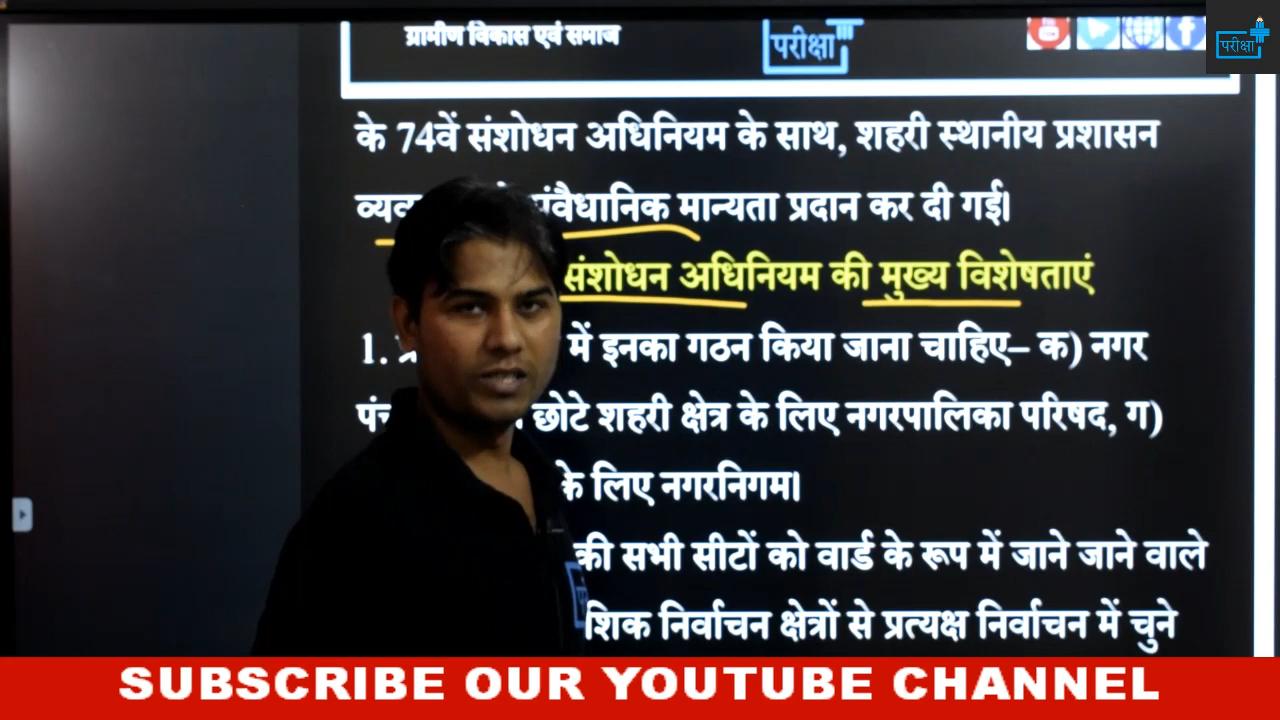 ग्रामीण विकास एवं समाज
परीक्षा
परीक्षा
के 74वें संशोधन अधिनियम के साथ, शहरी स्थानीय प्रशासन
मान्यता प्रदान कर दी गई।
संशोधन अधिनियम की मुख्य विशेषताएं
1. में इनका गठन किया जाना चाहिए– क) नगर
छोटे शहरी क्षेत्र के लिए नगरपालिका परिषद, ग)
के लिए नगरनिगम।
की सभी सीटों को वार्ड के रूप में जाने जाने वाले
निर्वाचन क्षेत्रों से प्रत्यक्ष निर्वाचन में चुने
SUBSCRIBE OUR YOUTUBE CHANNEL